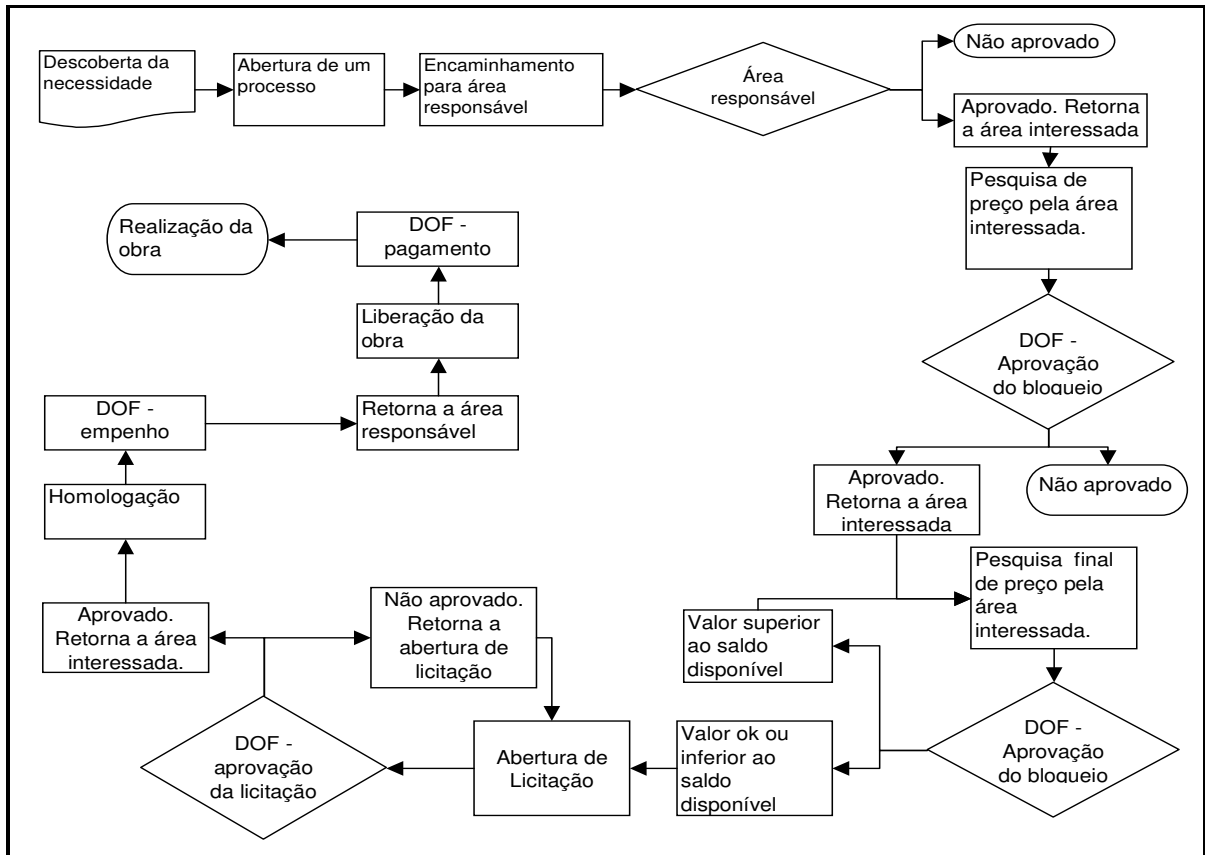 Descoberta da
necessidade
Abertura de um
processo
Encaminhamento
para área
responsável
Área
responsável
Não aprovado
Aprovado. Retorna
a área interessada
Pesquisa de
preço pela área
interessada.
DOF -
Aprovação
do bloqueio
Não aprovado
Aprovado.
Retorna a área
interessada
Pesquisa final
de preço pela
área
interessada.
DOF -
Aprovação
do bloqueio
Valor superior
ao saldo
disponível
Valor ok ou
inferior ao
saldo
disponível
Abertura de
Licitação
DOF -
aprovação
da licitação
Não aprovado.
Retorna a
abertura de
licitação
Aprovado.
Retorna a área
interessada.
Homologação
DOF -
empenho
Retorna a área
responsável
Liberação da
obra
DOF -
pagamento
Realização da
obra